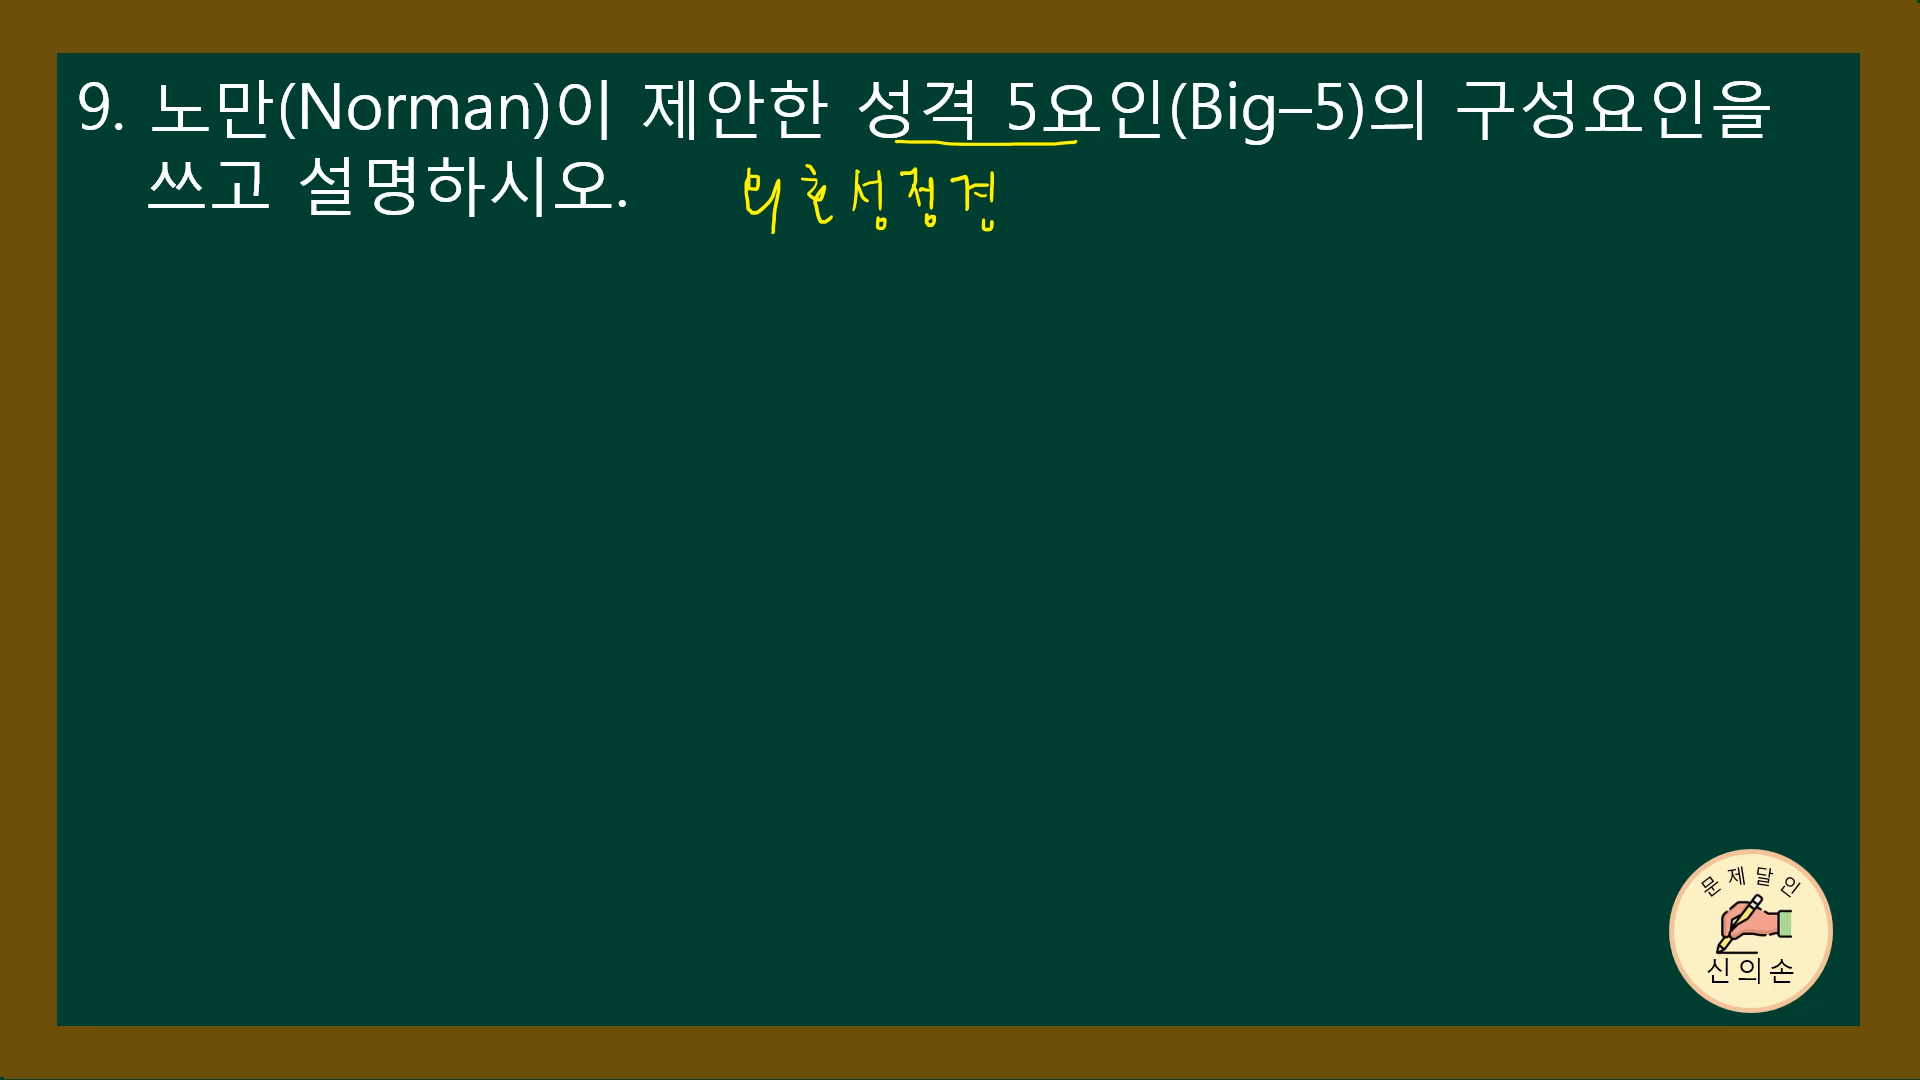 9. 노만(Norman)이 제안한 성격 5요인(Big–5)의 구성요인을
쓰고 설명하시오.
외호성정경
문제달인
신의손